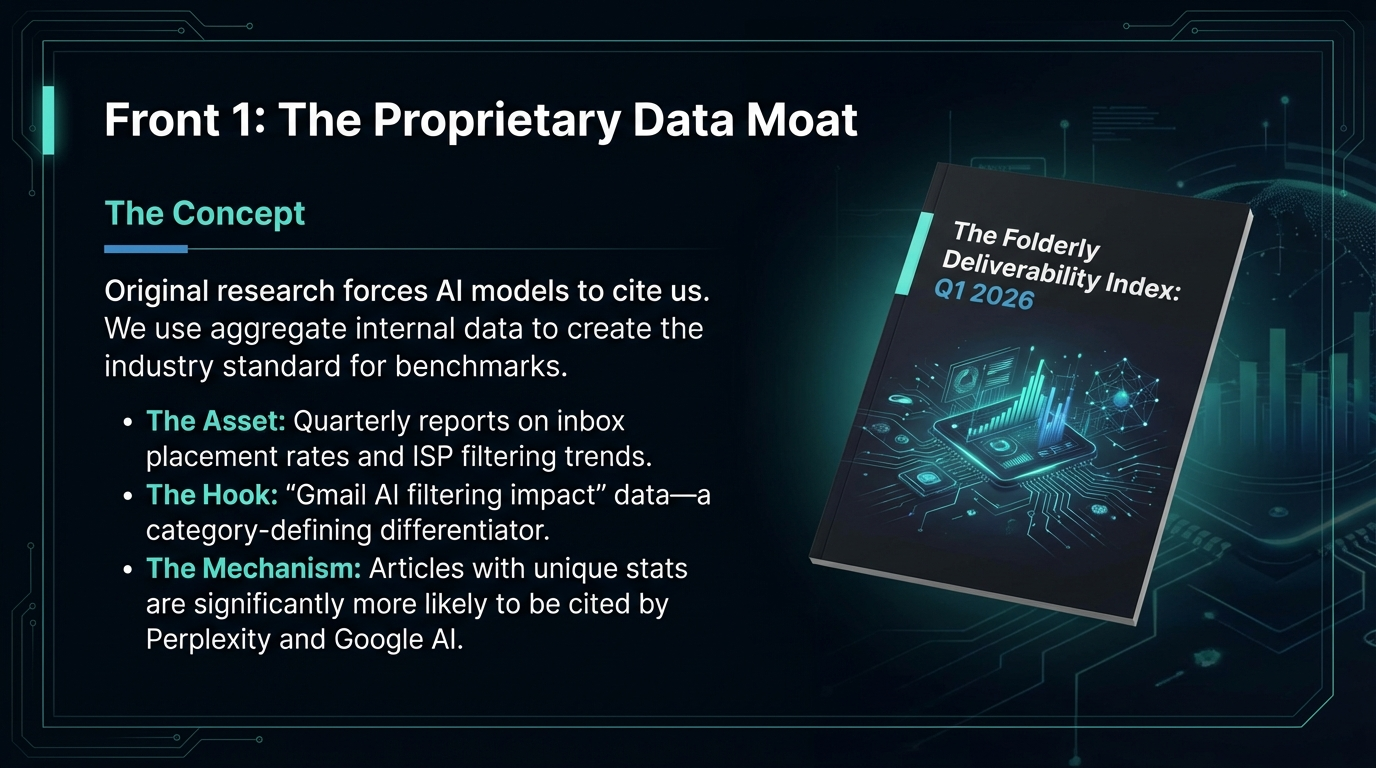 Front 1: The Proprietary Data Moat
The Concept
Original research forces AI models to cite us.
We use aggregate internal data to create the
industry standard for benchmarks.
• The Asset: Quarterly reports on inbox
placement rates and ISP filtering trends.
• The Hook: “Gmail AI filtering impact” data—a
category-defining differentiator.
• The Mechanism: Articles with unique stats
are significantly more likely to be cited by
Perplexity and Google AI.
The Folderly
Deliverability Index:
Q1 2026